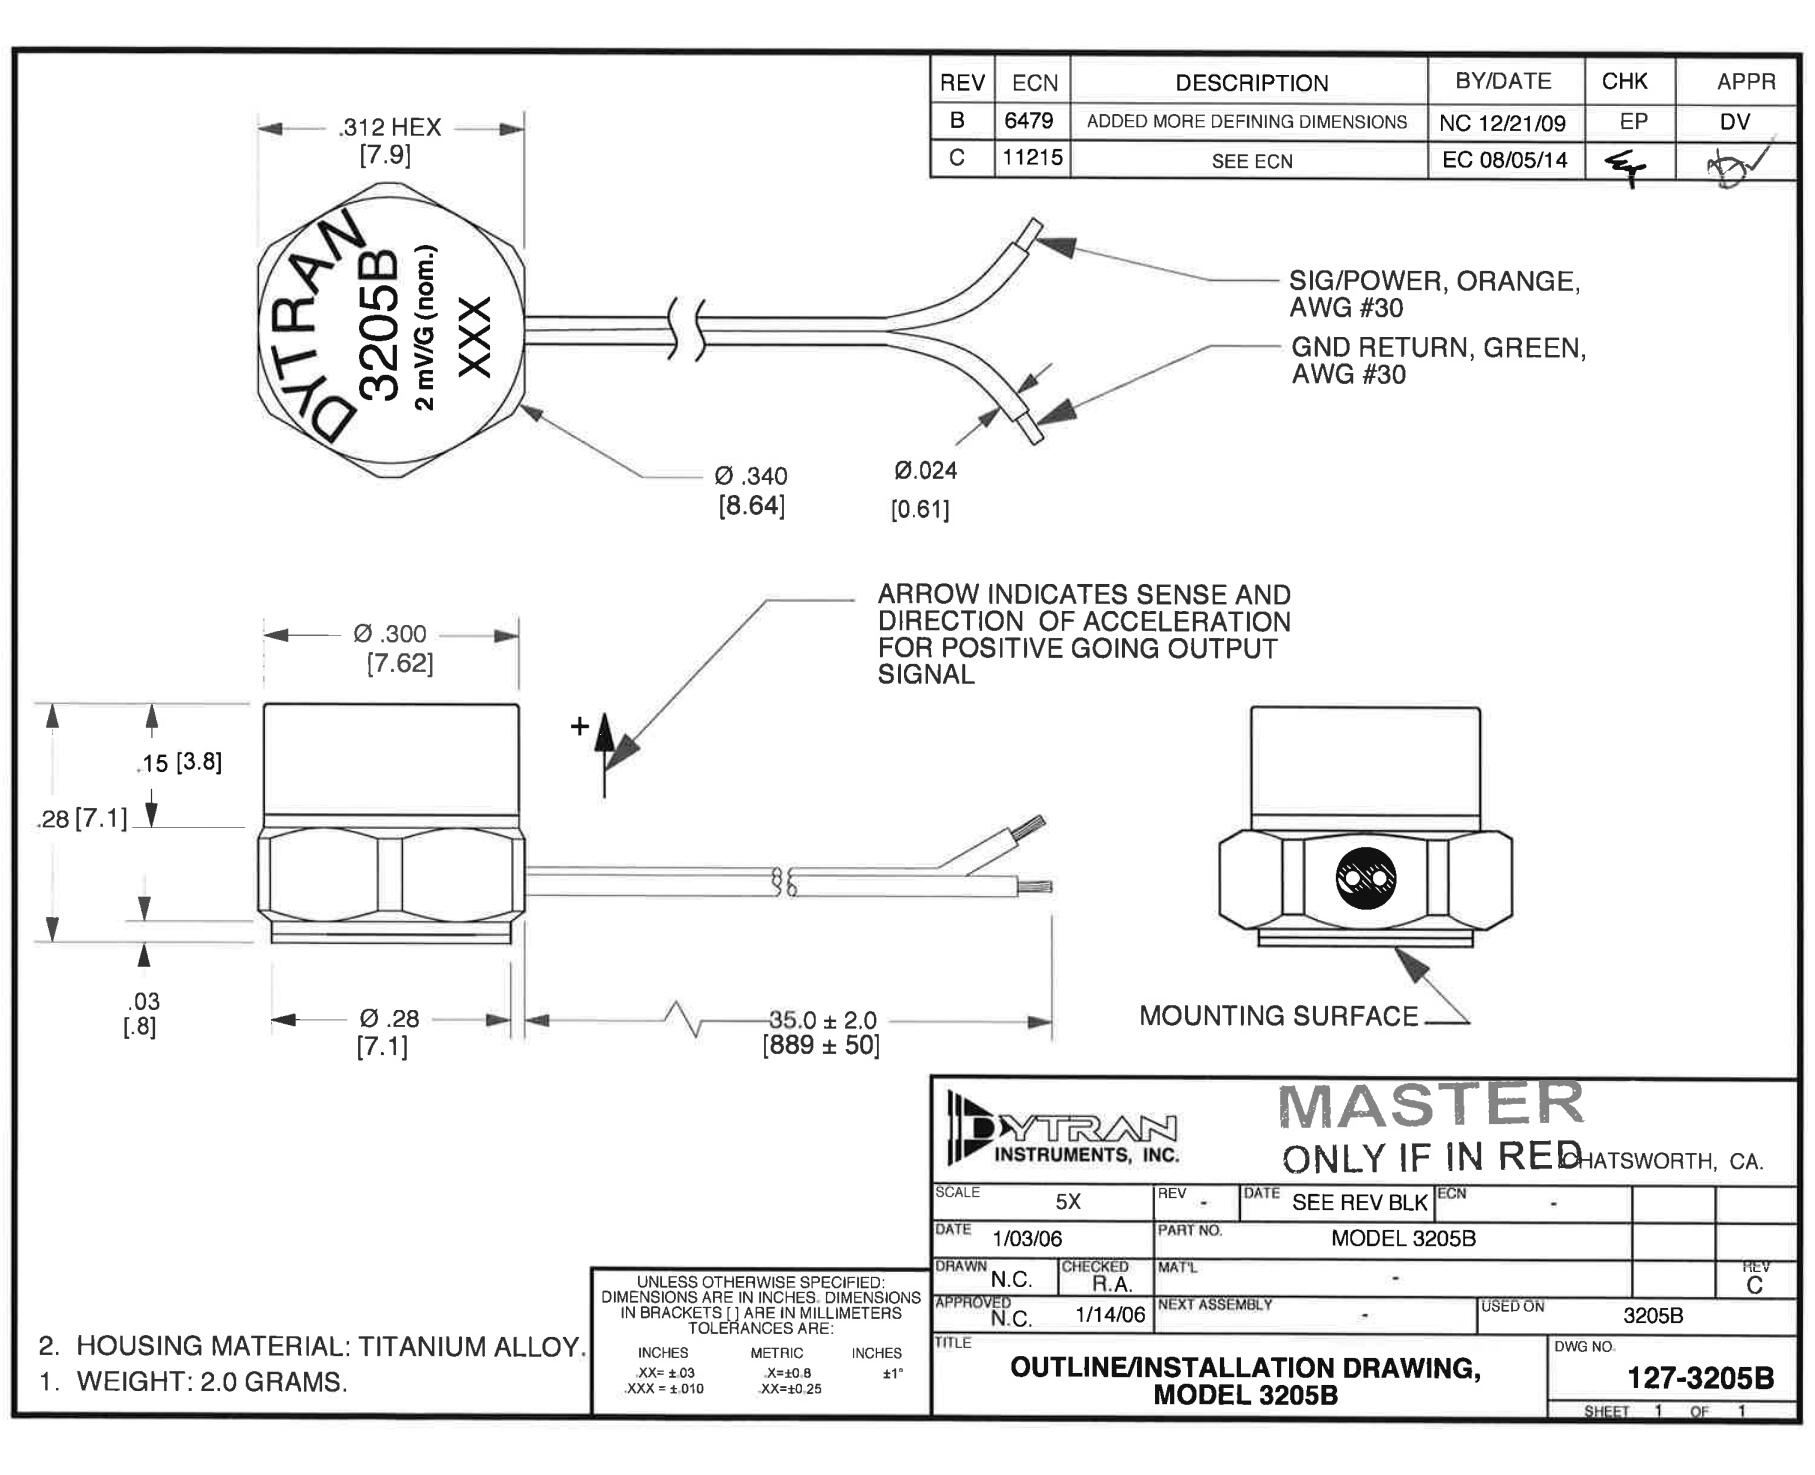 REV ECN DESCRIPTION BY/DATE CHK APPR
B 6479 ADDED MORE DEFINING DIMENSIONS NC 12/21/09 EP DV
C 11215 SEE ECN EC 08/05/14
.312 HEX
[7.9]
DYTRAN
3205B
2 mV/G (nom.)
XXX
SIG/POWER, ORANGE,
AWG #30
GND RETURN, GREEN,
AWG #30
Ø .340
[8.64]
Ø.024
[0.61]
ARROW INDICATES SENSE AND
DIRECTION OF ACCELERATION
FOR POSITIVE GOING OUTPUT
SIGNAL
Ø .300
[7.62]
+
.15 [3.8]
.28 [7.1]
.03
[.8]
Ø .28
[7.1]
35.0 ± 2.0
[889 ± 50]
MOUNTING SURFACE
DYTRAN
INSTRUMENTS, INC.
MASTER
ONLY IF IN RED
CHATSWORTH, CA.
SCALE 5X REV - DATE SEE REV BLK ECN -
DATE 1/03/06 PART NO. MODEL 3205B
DRAWN N.C. CHECKED R.A. MAT'L - REV C
APPROVED N.C. 1/14/06 NEXT ASSEMBLY - USED ON 3205B
TITLE
OUTLINE/INSTALLATION DRAWING,
MODEL 3205B
DWG NO.
127-3205B
SHEET 1 OF 1
UNLESS OTHERWISE SPECIFIED:
DIMENSIONS ARE IN INCHES. DIMENSIONS
IN BRACKETS [ ] ARE IN MILLIMETERS
TOLERANCES ARE:
INCHES METRIC INCHES
.XX= ±.03 .X=±0.8 ±1°
.XXX = ±.010 .XX=±0.25
2. HOUSING MATERIAL: TITANIUM ALLOY.
1. WEIGHT: 2.0 GRAMS.